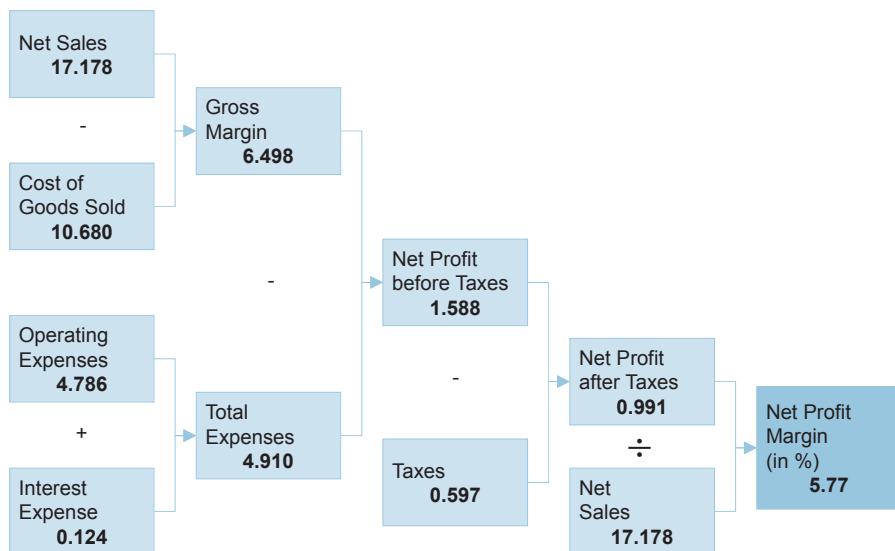 Net Sales
17.178
-
Cost of
Goods Sold
10.680
Gross
Margin
6.498
-
Operating
Expenses
4.786
+
Interest
Expense
0.124
Total
Expenses
4.910
Net Profit
before Taxes
1.588
-
Taxes
0.597
Net Profit
after Taxes
0.991
÷
Net
Sales
17.178
Net Profit
Margin
(in %)
5.77